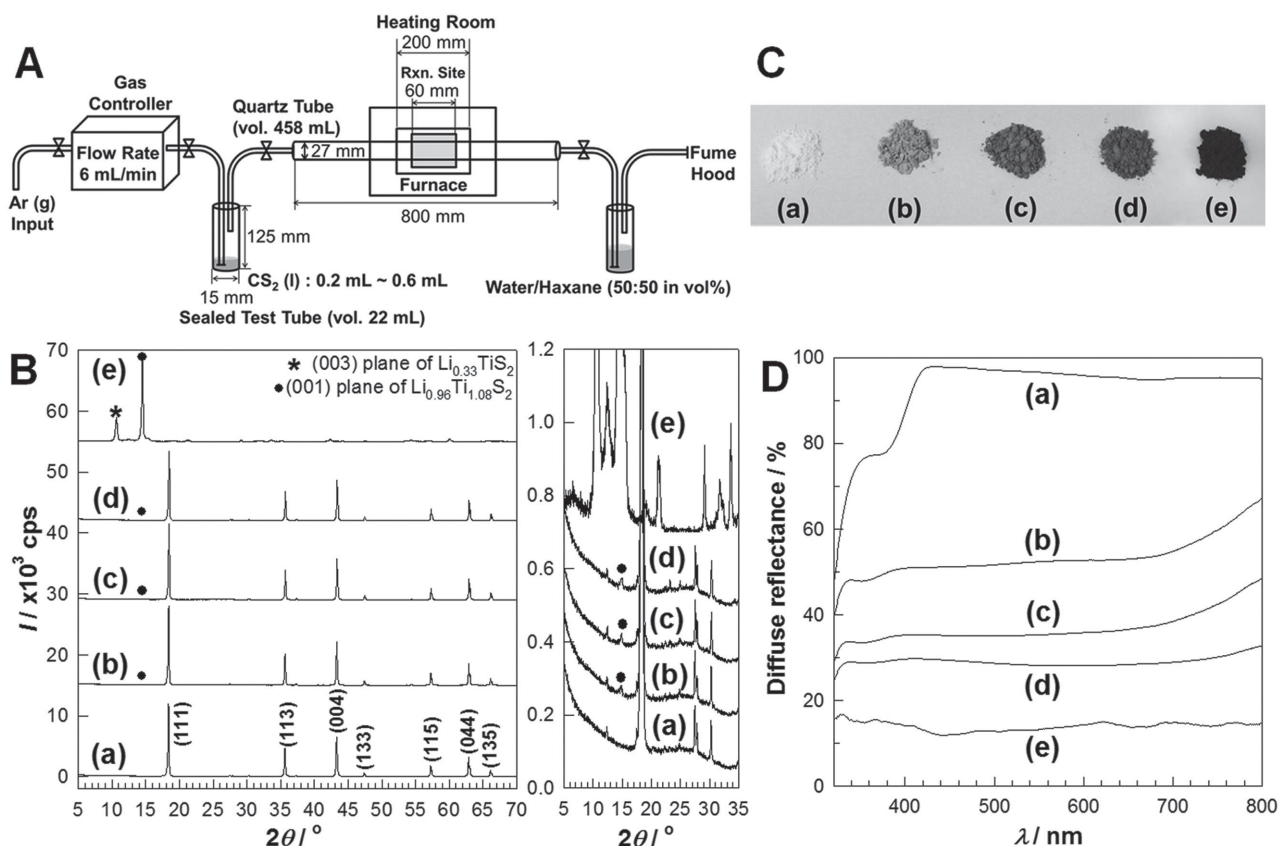 A
Heating Room
200 mm
Rxn. Site
60 mm
Gas
Controller
Flow Rate
6 mL/min
Quartz Tube
(vol. 458 mL)
27 mm
Furnace
800 mm
Fume
Hood
Ar (g)
Input
125 mm
CS2 (l) : 0.2 mL ~ 0.6 mL
15 mm
Sealed Test Tube (vol. 22 mL)
Water/Haxane (50:50 in vol%)
C
(a) (b) (c) (d) (e)
B
I / x10³ cps
70
60
50
40
30
20
10
0
(e)
* (003) plane of Li0.33TiS2
● (001) plane of Li0.96Ti1.08S2
*
(d)
(c)
(b)
(a)
(111)
(113)
(004)
(133)
(115)
(044)
(135)
5 10 15 20 25 30 35 40 45 50 55 60 65 70
2θ / °
1.2
1.0
0.8
0.6
0.4
0.2
0.0
(e)
(d)
(c)
(b)
(a)
5 10 15 20 25 30 35
2θ / °
D
Diffuse reflectance / %
100
80
60
40
20
0
(a)
(b)
(c)
(d)
(e)
400 500 600 700 800
λ / nm